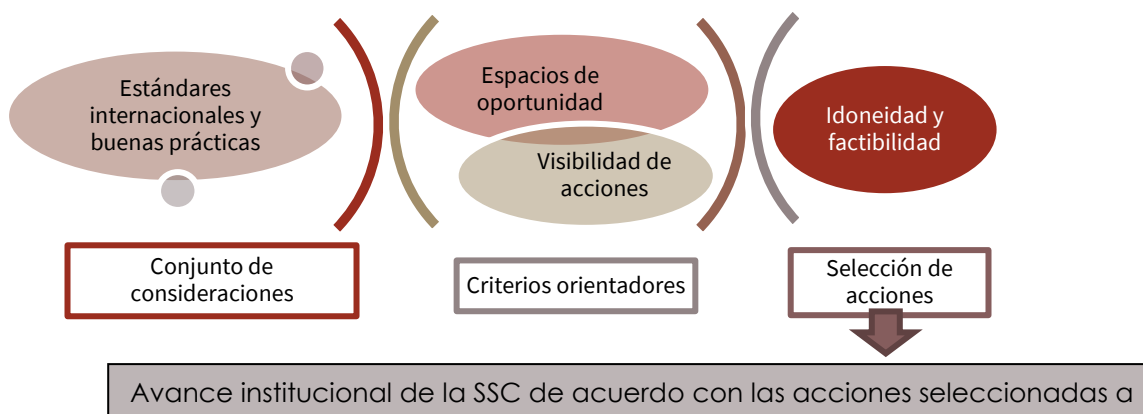 Estándares
internacionales y
buenas prácticas
Espacios de
oportunidad
Visibilidad de
acciones
Idoneidad y
factibilidad
Conjunto de
consideraciones
Criterios orientadores
Selección de
acciones
Avance institucional de la SSC de acuerdo con las acciones seleccionadas a